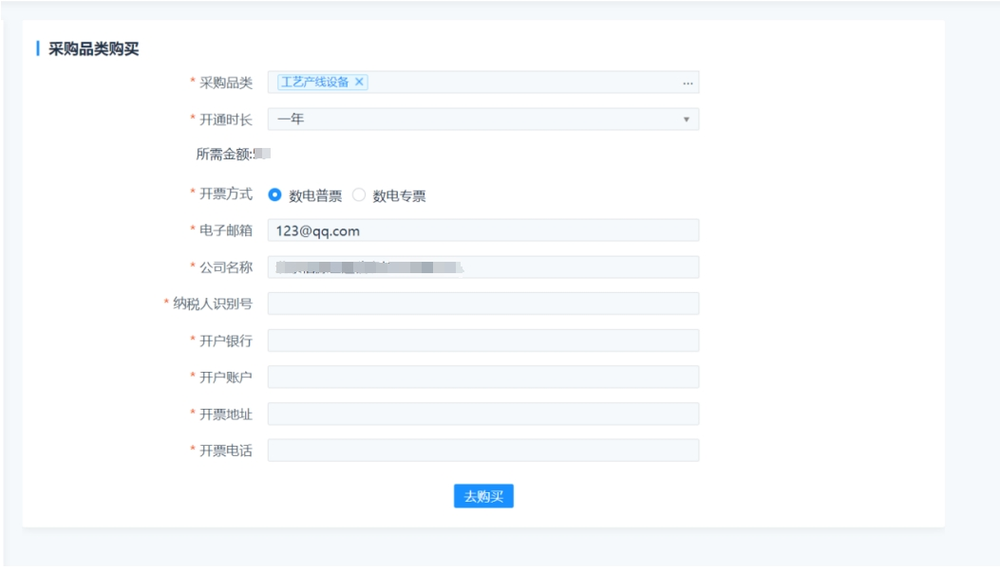 采购品类购买
* 采购品类 工艺产线设备 × ...
* 开通时长 一年
所需金额:
* 开票方式 数电普票 数电专票
* 电子邮箱 123@qq.com
* 公司名称
* 纳税人识别号
* 开户银行
* 开户账户
* 开票地址
* 开票电话
去购买